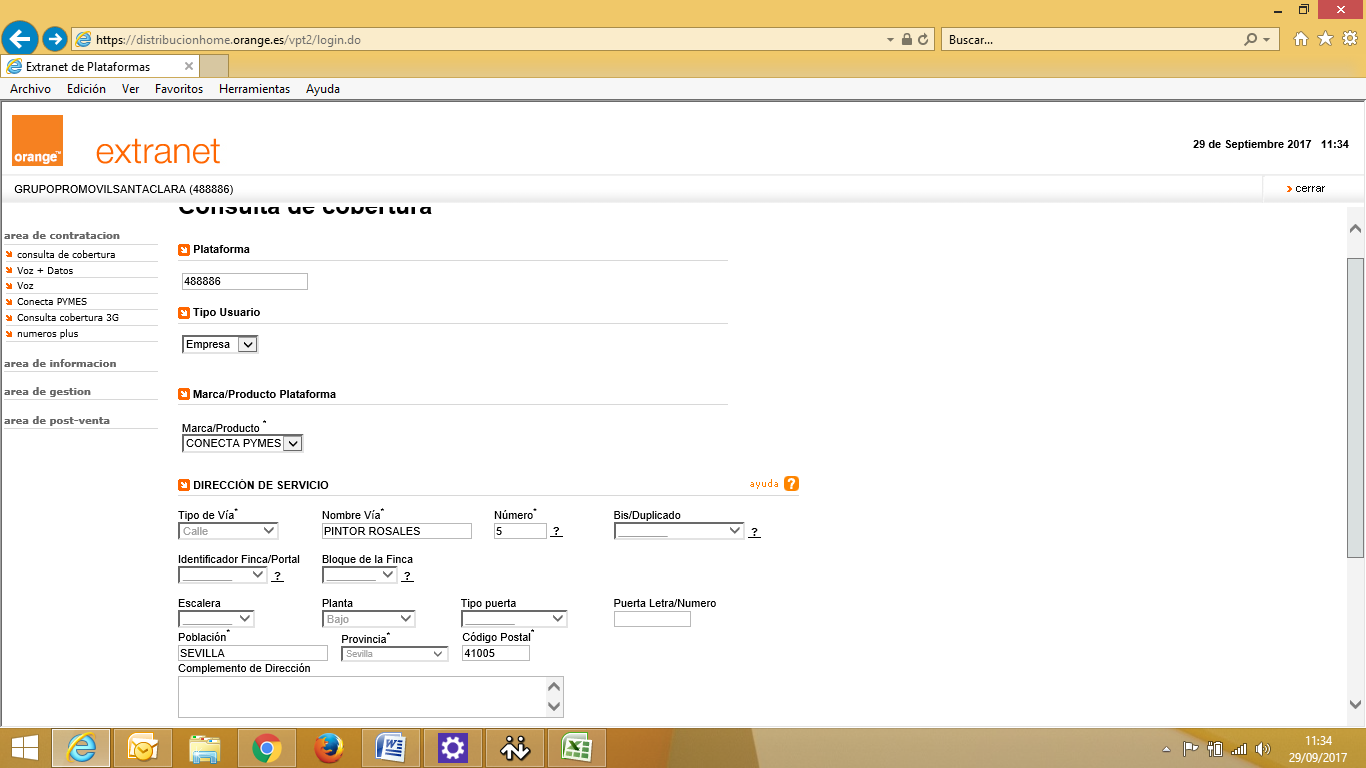 https://distribucionhome.orange.es/vpt2/login.do
Buscar...
Extranet de Plataformas
Archivo Edición Ver Favoritos Herramientas Ayuda
orange™
extranet
29 de Septiembre 2017 11:34
GRUPOPROMOVILSANTACLARA (488886)
cerrar
Consulta de cobertura
area de contratacion
consulta de cobertura
Voz + Datos
Voz
Conecta PYMES
Consulta cobertura 3G
numeros plus
area de informacion
area de gestion
area de post-venta
Plataforma
488886
Tipo Usuario
Empresa
Marca/Producto Plataforma
Marca/Producto *
CONECTA PYMES
DIRECCIÓN DE SERVICIO
ayuda ?
Tipo de Vía* Nombre Vía* Número* Bis/Duplicado
Calle PINTOR ROSALES 5 ? ________ ?
Identificador Finca/Portal Bloque de la Finca
________ ? ________ ?
Escalera Planta Tipo puerta Puerta Letra/Numero
________ Bajo ________
Población* Provincia* Código Postal*
SEVILLA Sevilla 41005
Complemento de Dirección
11:34
29/09/2017